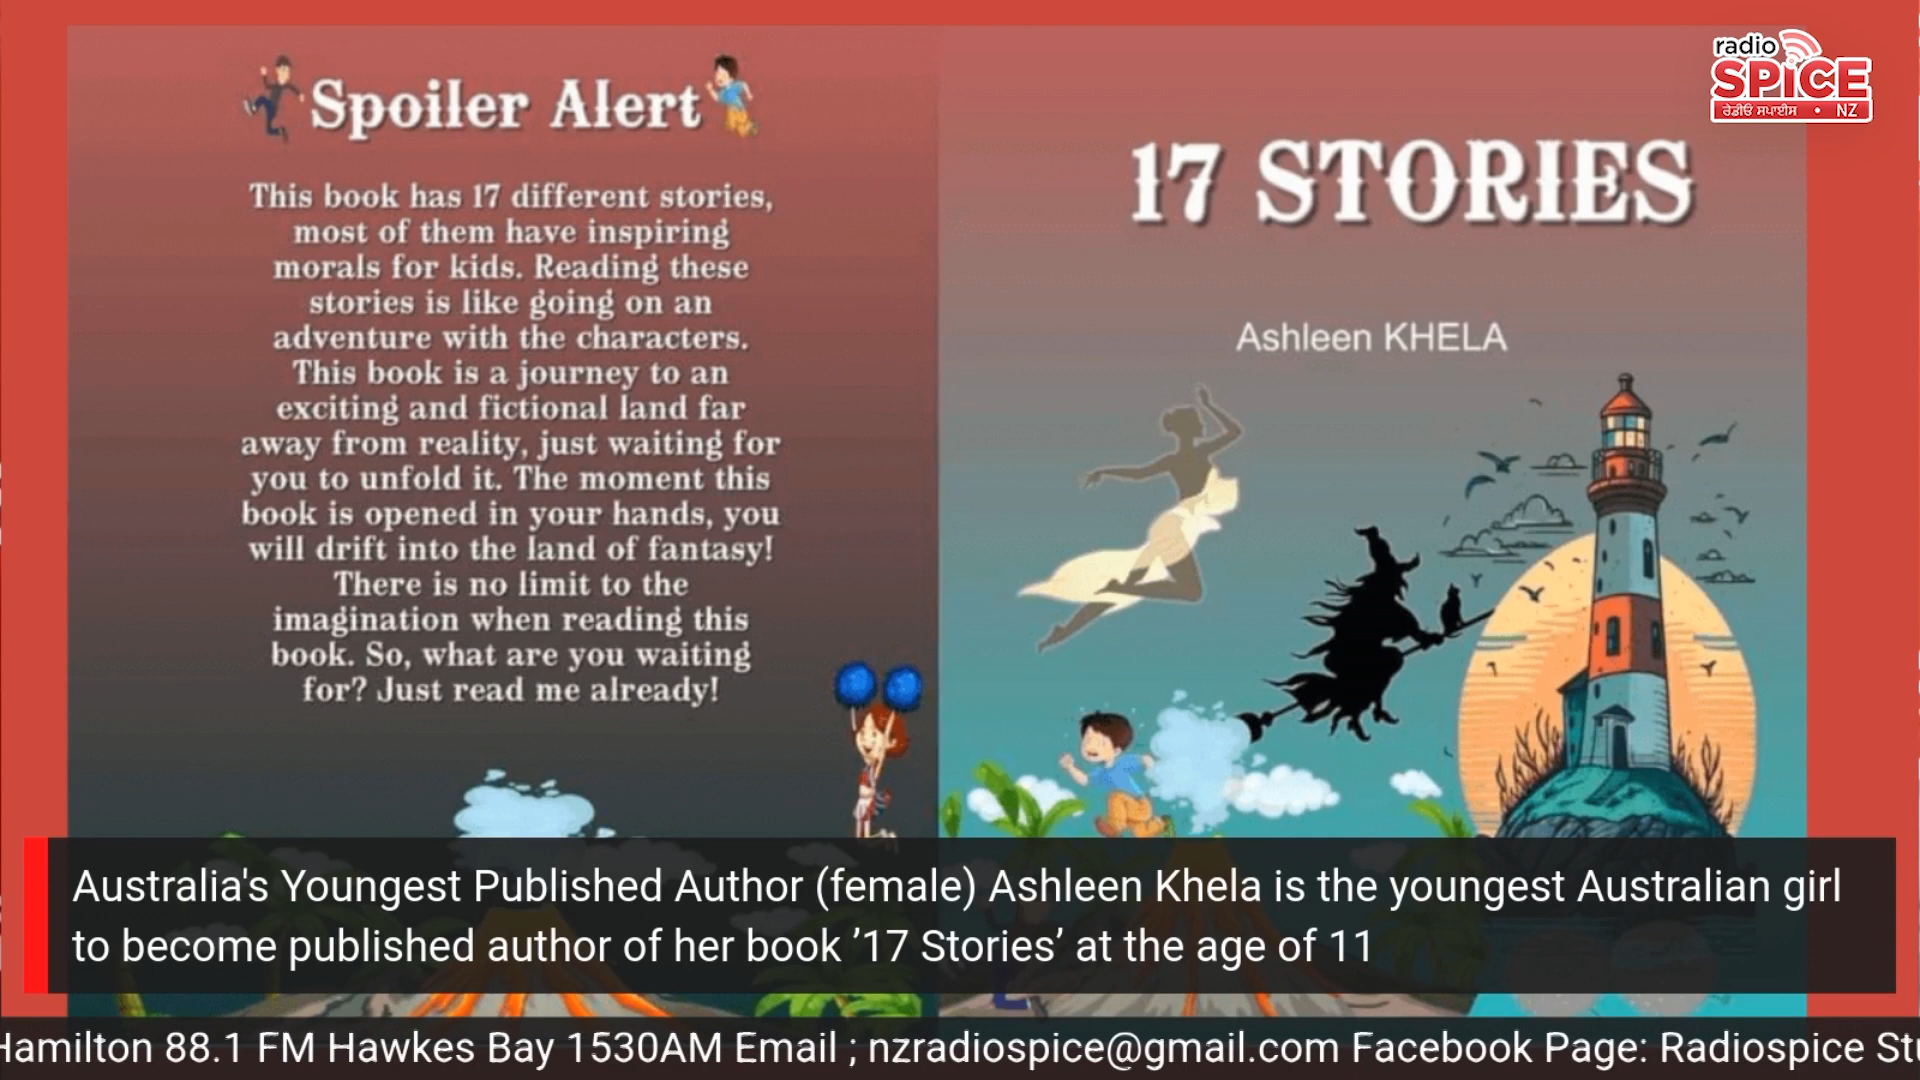 Spoiler Alert
This book has 17 different stories,
most of them have inspiring
morals for kids. Reading these
stories is like going on an
adventure with the characters.
This book is a journey to an
exciting and fictional land far
away from reality, just waiting for
you to unfold it. The moment this
book is opened in your hands, you
will drift into the land of fantasy!
There is no limit to the
imagination when reading this
book. So, what are you waiting
for? Just read me already!
radio
SPiCE
ਰੇਡੀਓ ਸਪਾਈਸ • NZ
17 STORIES
Ashleen KHELA
Australia's Youngest Published Author (female) Ashleen Khela is the youngest Australian girl
to become published author of her book ’17 Stories’ at the age of 11
Hamilton 88.1 FM Hawkes Bay 1530AM Email ; nzradiospice@gmail.com Facebook Page: Radiospice